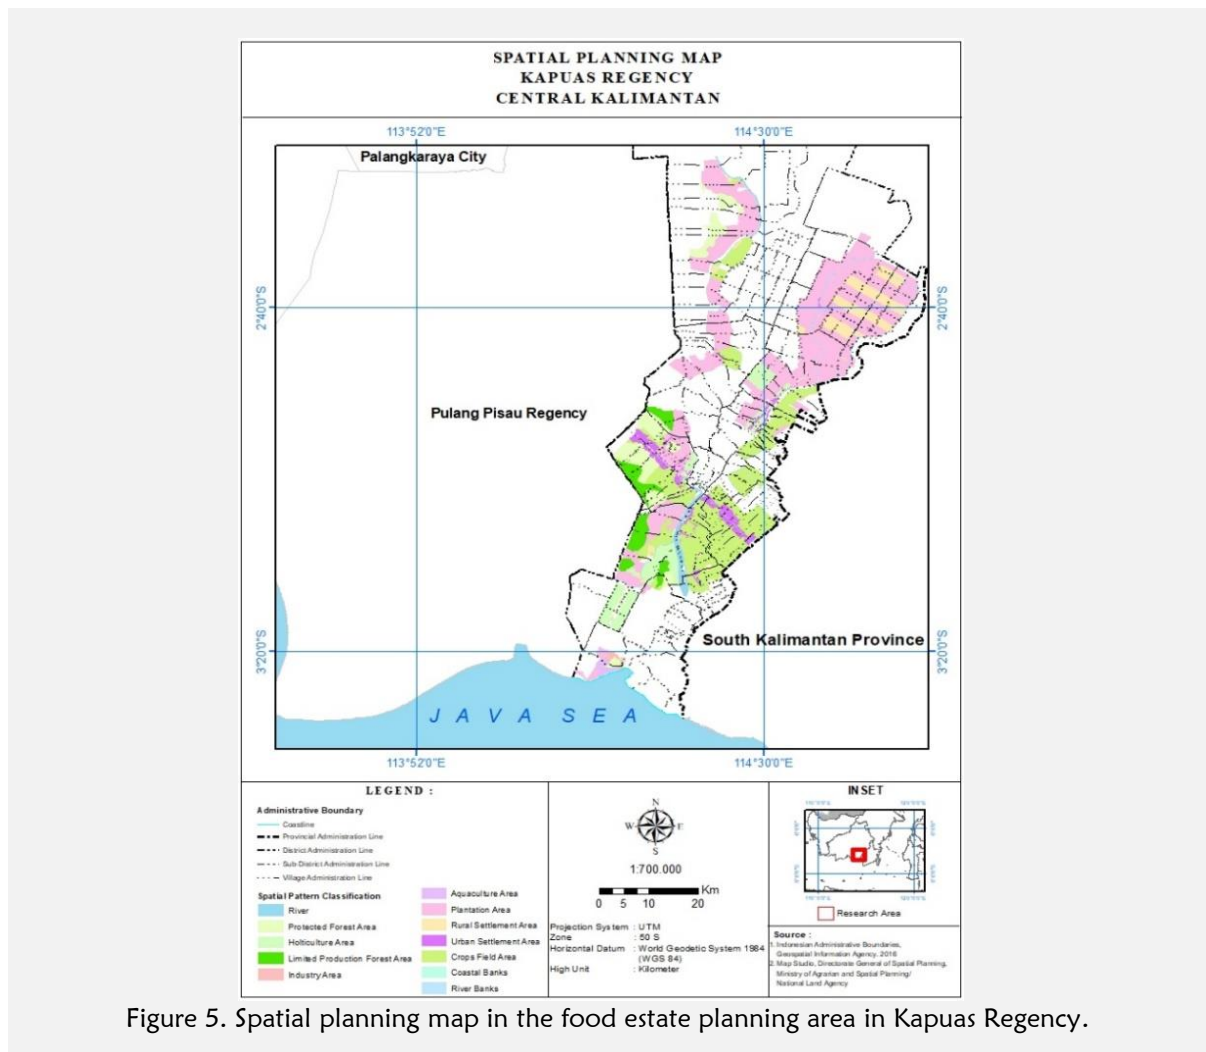 SPATIAL PLANNING MAP
KAPUAS REGENCY
CENTRAL KALIMANTAN
113°52'0"E
114°30'0"E
Palangkaraya City
2°40'0"S
2°40'0"S
Pulang Pisau Regency
South Kalimantan Province
3°20'0"S
3°20'0"S
JAVA SEA
113°52'0"E
114°30'0"E
LEGEND :
Administrative Boundary
Coastline
Provincial Administration Line
District Administration Line
Sub District Administration Line
Village Administration Line
Spatial Pattern Classification
River
Protected Forest Area
Holticulture Area
Limited Production Forest Area
Industry Area
Aquaculture Area
Plantation Area
Rural Settlement Area
Urban Settlement Area
Crops Field Area
Coastal Banks
River Banks
N
W E
S
1:700.000
Km
0 5 10 20
Projection System : UTM
Zone : 50 S
Horizontal Datum : World Geodetic System 1984
(WGS 84)
High Unit : Kilometer
INSET
Research Area
Source :
1. Indonesian Administrative Boundaries,
Geospatial Information Agency, 2016
2. Map Studio, Directorate General of Spatial Planning,
Ministry of Agrarian and Spatial Planning/
National Land Agency
Figure 5. Spatial planning map in the food estate planning area in Kapuas Regency.